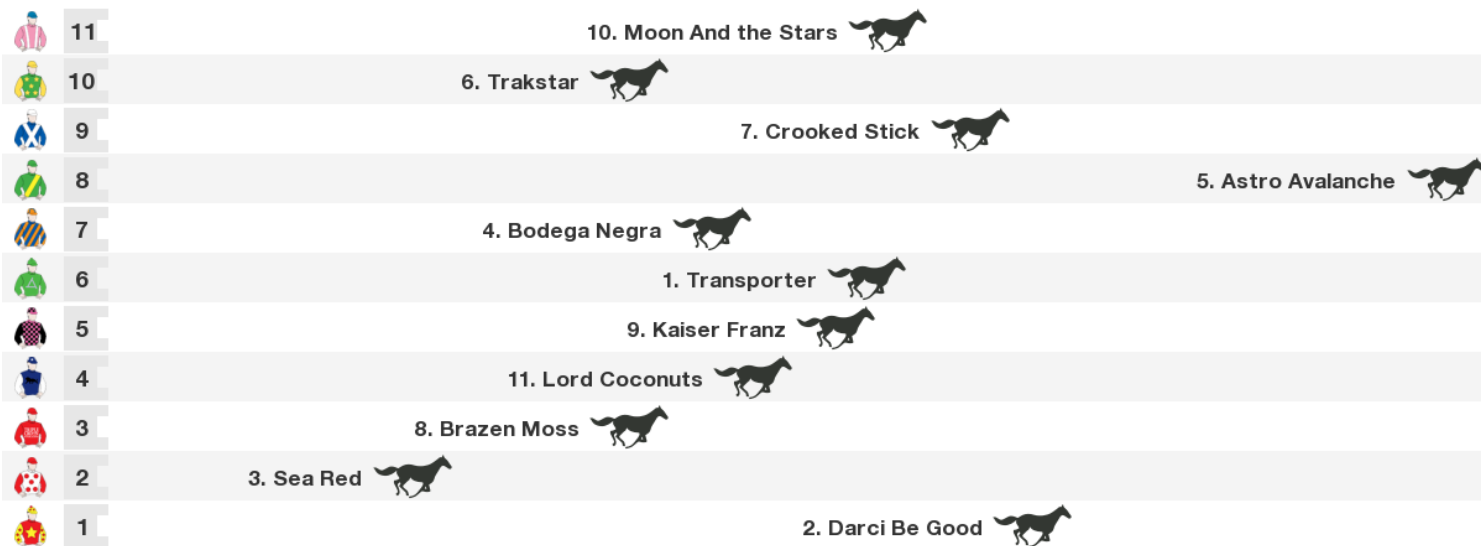 11 10. Moon And the Stars
10 6. Trakstar
9 7. Crooked Stick
8 5. Astro Avalanche
7 4. Bodega Negra
6 1. Transporter
5 9. Kaiser Franz
4 11. Lord Coconuts
3 8. Brazen Moss
2 3. Sea Red
1 2. Darci Be Good